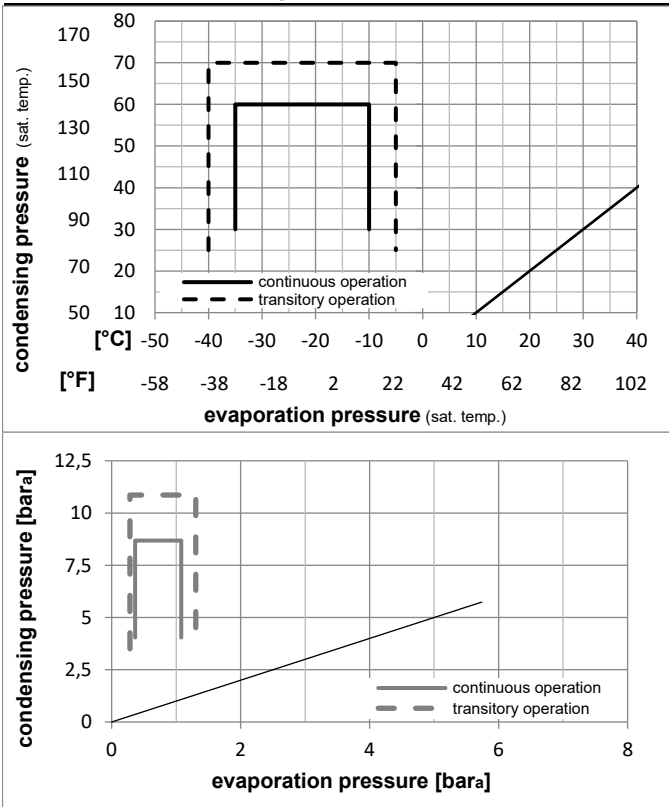 condensing pressure (sat. temp.)
170 150 130 110 90 70 50
80
70
60
50
40
30
20
10
continuous operation
transitory operation
[°C] -50 -40 -30 -20 -10 0 10 20 30 40
[°F] -58 -38 -18 2 22 42 62 82 102
evaporation pressure (sat. temp.)
condensing pressure [bara]
12,5
10
7,5
5
2,5
0
continuous operation
transitory operation
0 2 4 6 8
evaporation pressure [bara]